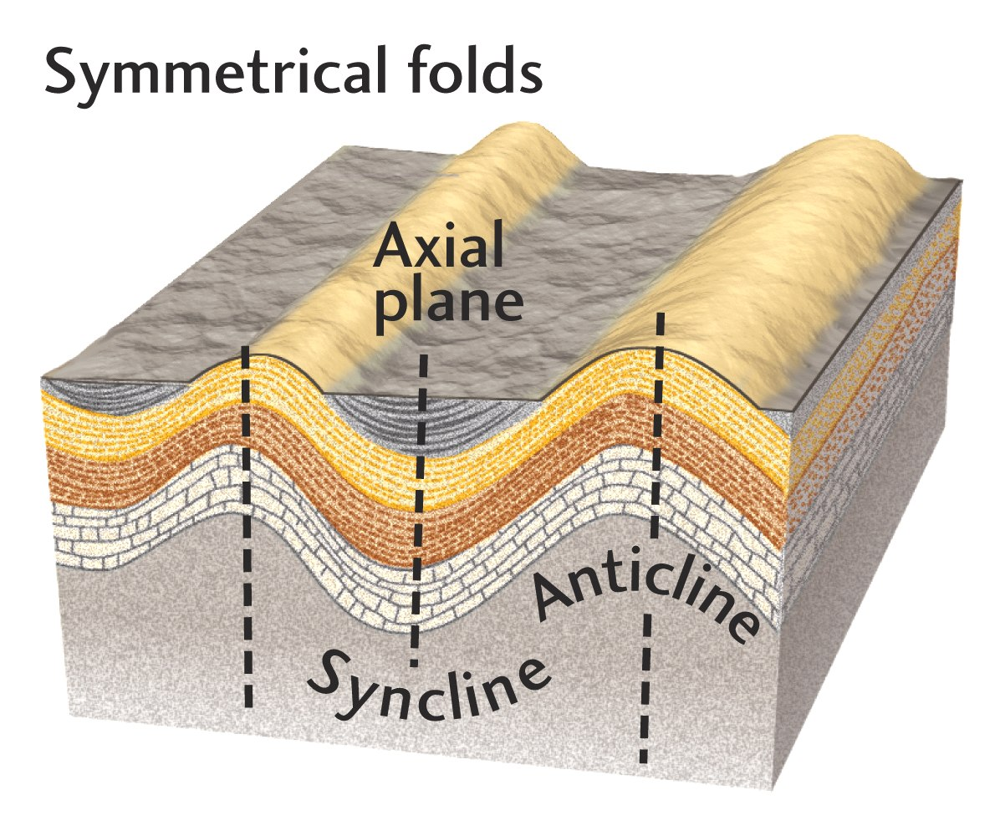 Symmetrical folds
Axial
plane
Anticline
Syncline